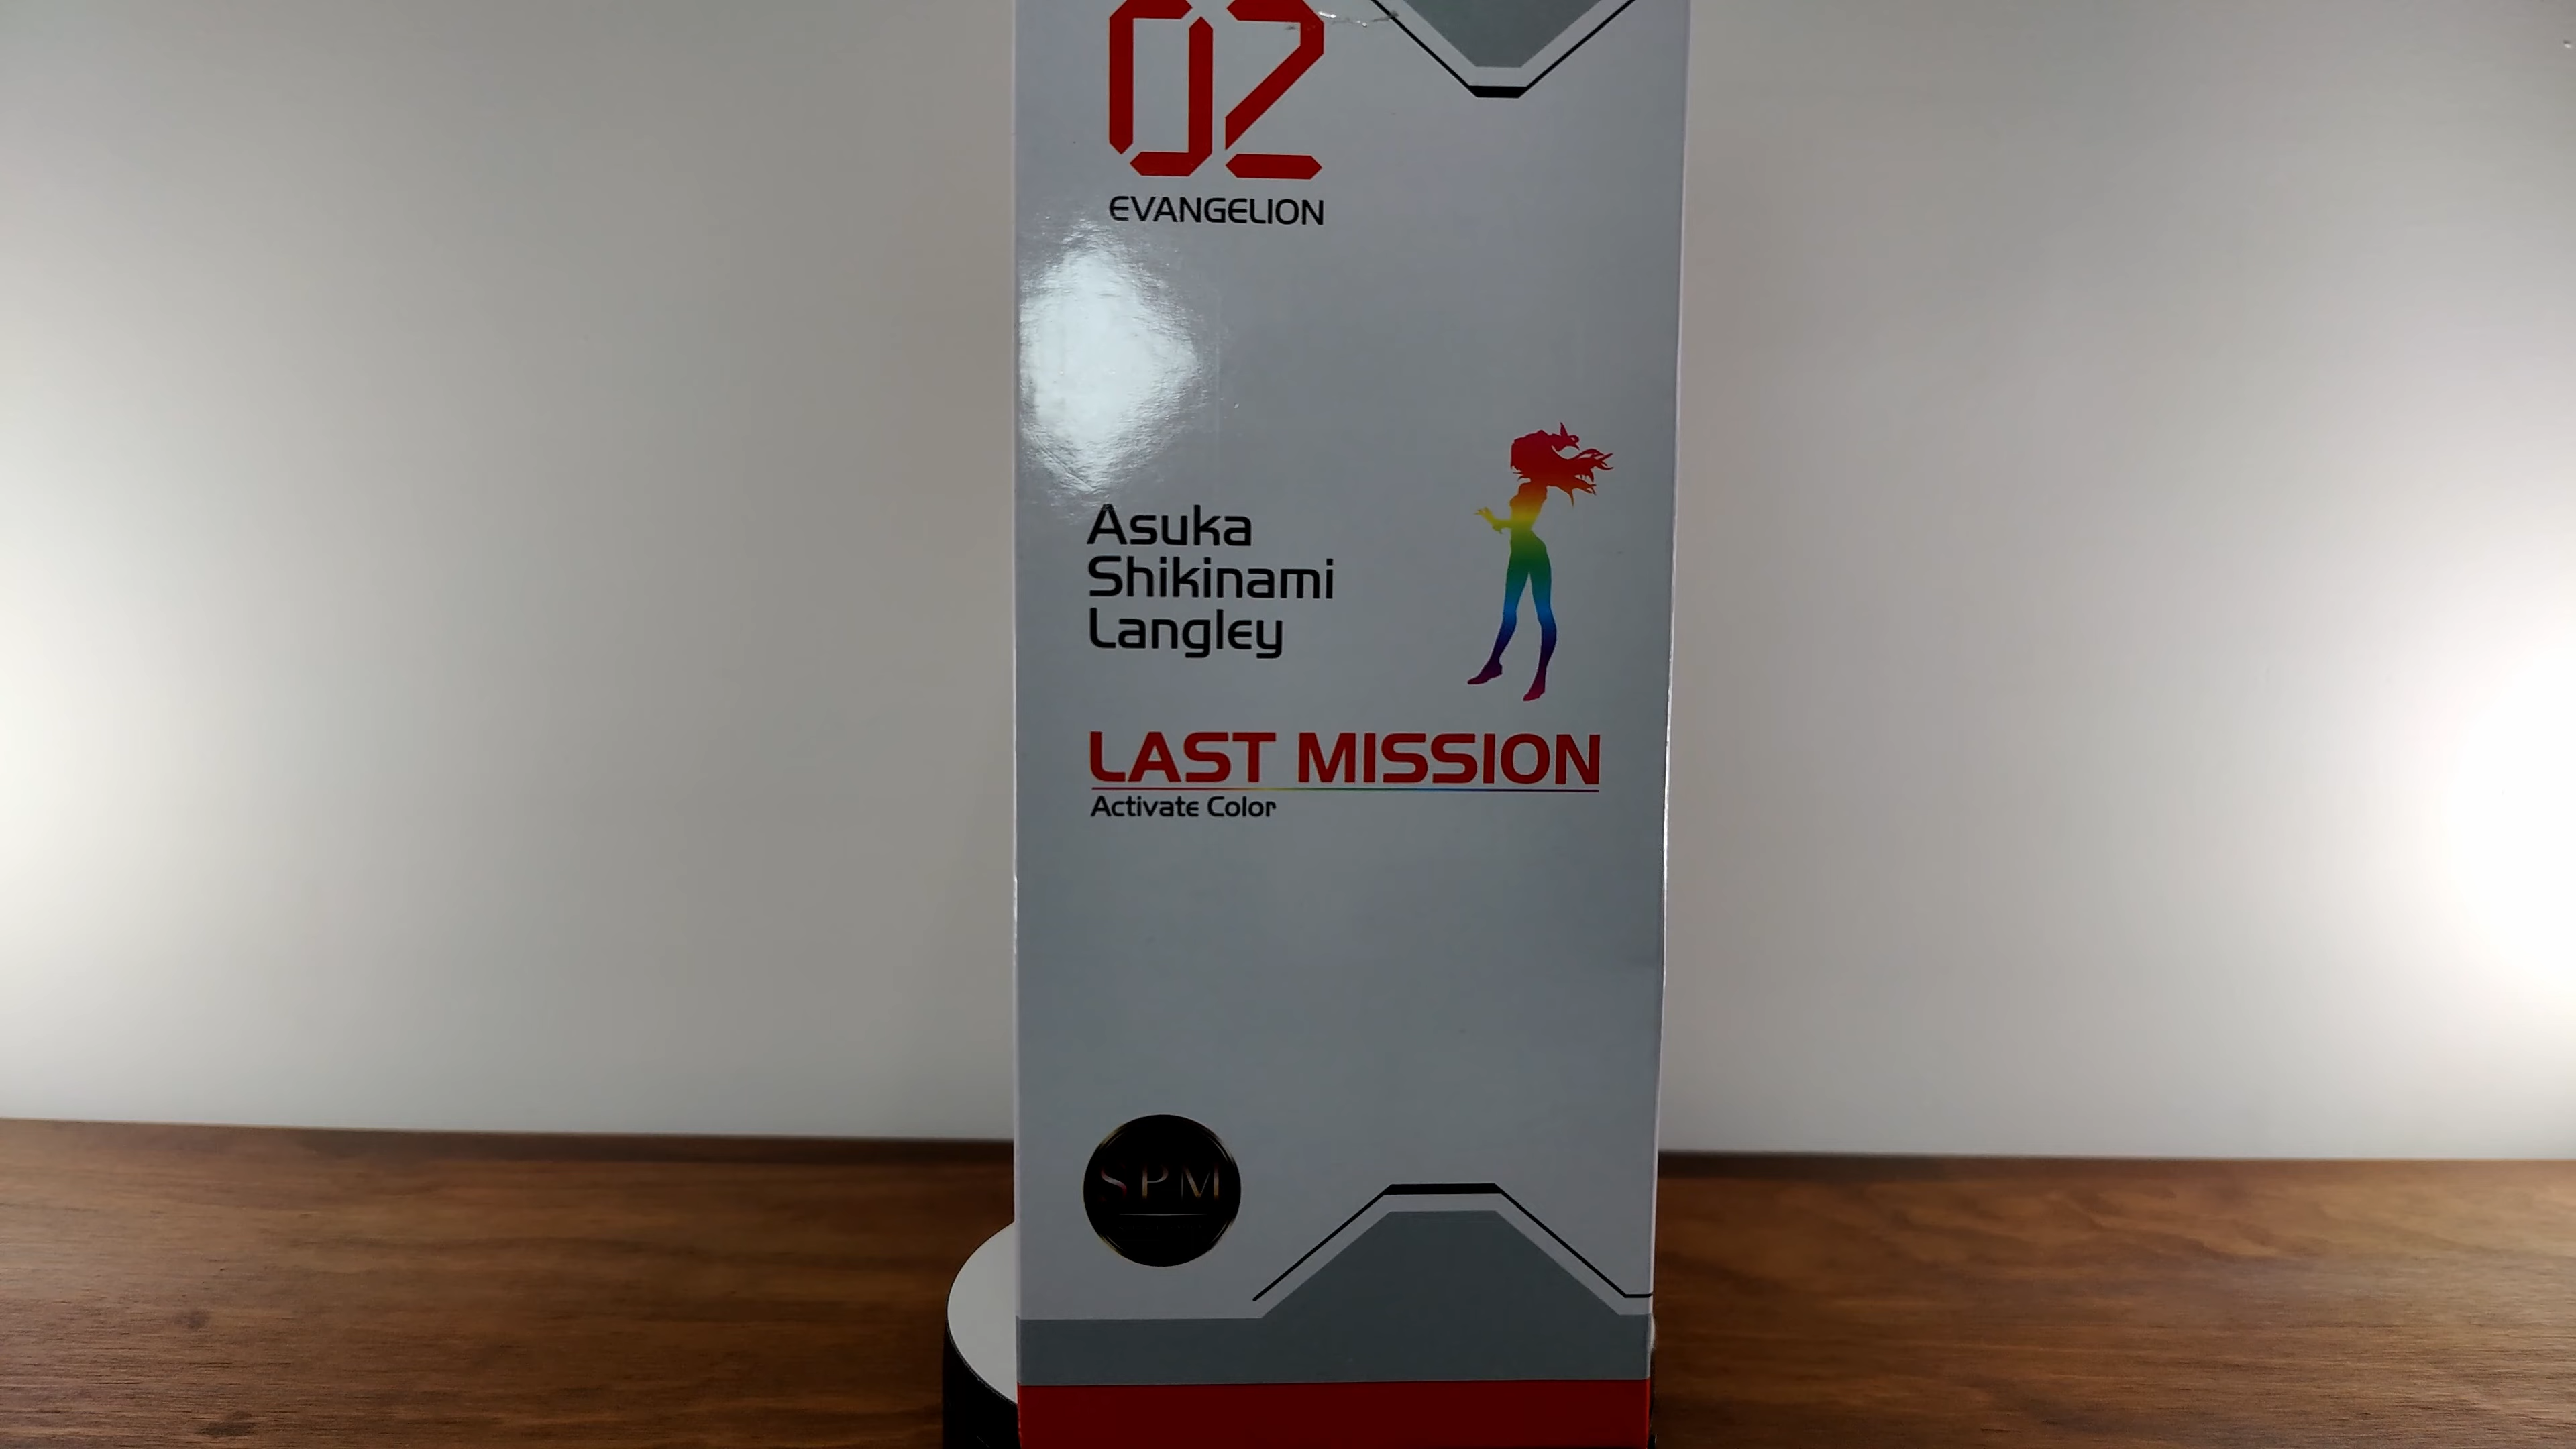 02
EVANGELION
Asuka
Shikinami
Langley
LAST MISSION
Activate Color
SPM